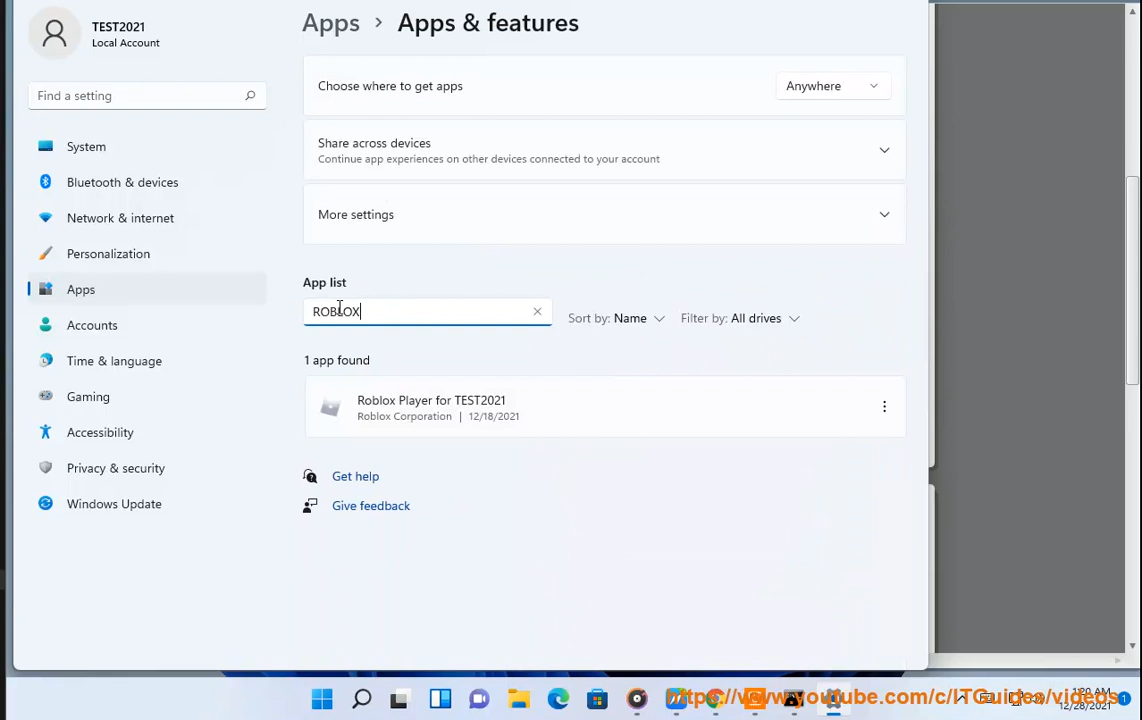 TEST2021
Local Account
Find a setting
System
Bluetooth & devices
Network & internet
Personalization
Apps
Accounts
Time & language
Gaming
Accessibility
Privacy & security
Windows Update
Apps > Apps & features
Choose where to get apps
Anywhere
Share across devices
Continue app experiences on other devices connected to your account
More settings
App list
ROBLOX
Sort by: Name
Filter by: All drives
1 app found
Roblox Player for TEST2021
Roblox Corporation | 12/18/2021
Get help
Give feedback
https://www.youtube.com/c/ITGuides/videos
1:20 AM
12/28/2021
1